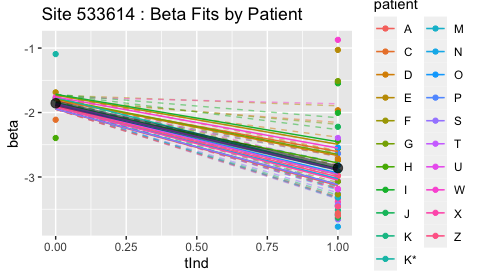 Site 533614 : Beta Fits by Patient
beta
-1
-2
-3
0.00 0.25 0.50 0.75 1.00
tInd
patient
A M
C N
D O
E P
F S
G T
H U
I W
J X
K Z
K*